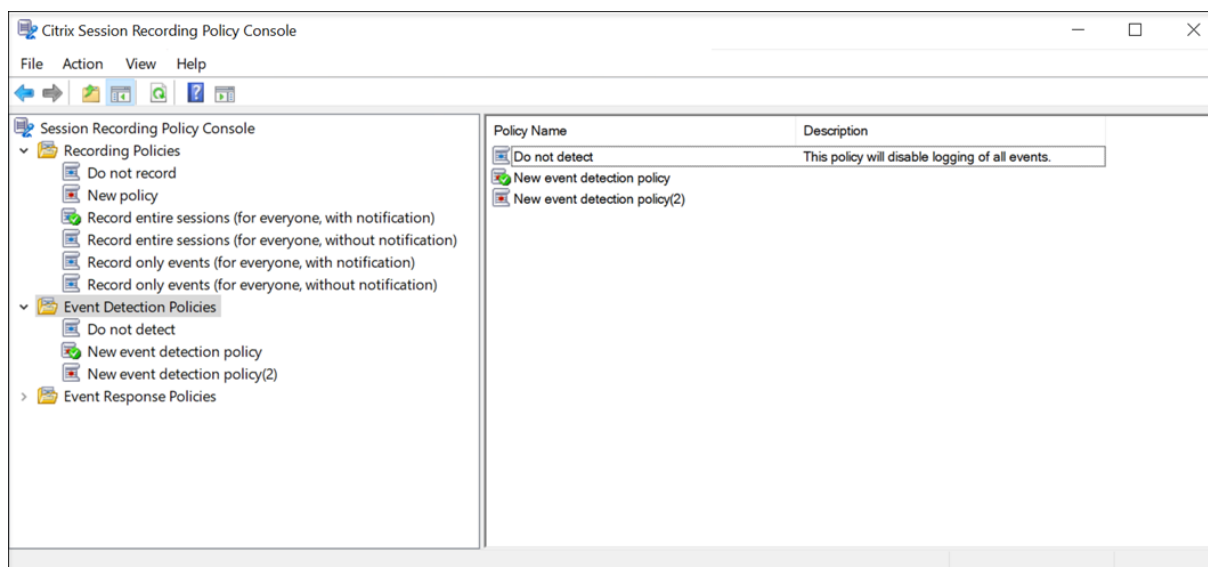 Citrix Session Recording Policy Console
File Action View Help
Session Recording Policy Console
Recording Policies
Do not record
New policy
Record entire sessions (for everyone, with notification)
Record entire sessions (for everyone, without notification)
Record only events (for everyone, with notification)
Record only events (for everyone, without notification)
Event Detection Policies
Do not detect
New event detection policy
New event detection policy(2)
Event Response Policies
Policy Name Description
Do not detect This policy will disable logging of all events.
New event detection policy
New event detection policy(2)